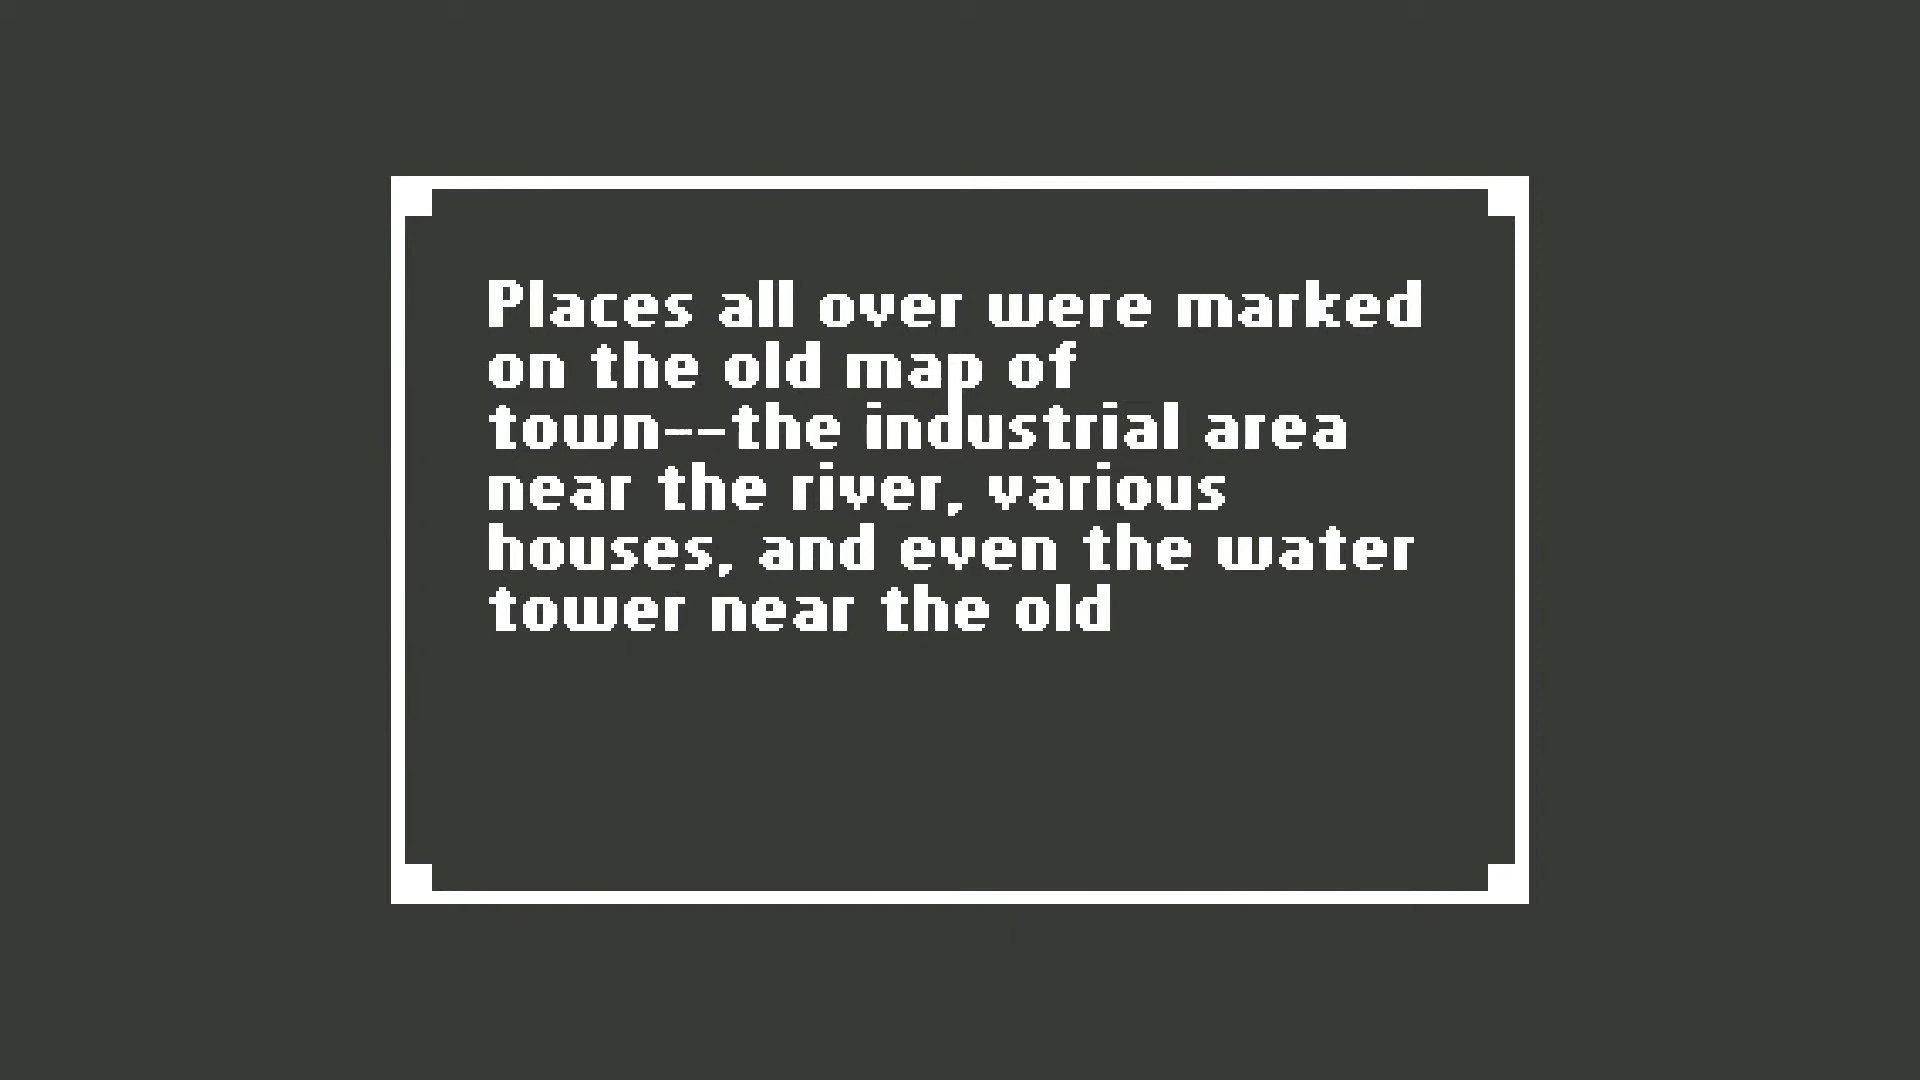 Places all over were marked
on the old map of
town--the industrial area
near the river, various
houses, and even the water
tower near the old